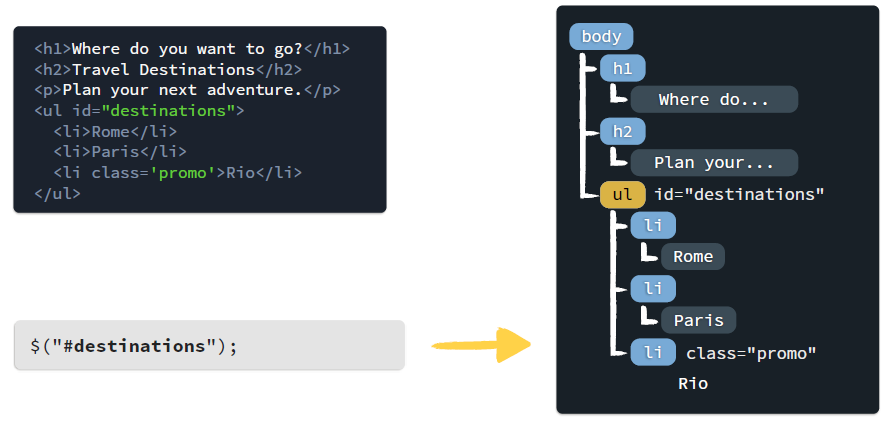 <h1>Where do you want to go?</h1>
<h2>Travel Destinations</h2>
<p>Plan your next adventure.</p>
<ul id="destinations">
<li>Rome</li>
<li>Paris</li>
<li class='promo'>Rio</li>
</ul>
$("#destinations");
body
h1
Where do...
h2
Plan your...
ul id="destinations"
li
Rome
li
Paris
li class="promo"
Rio